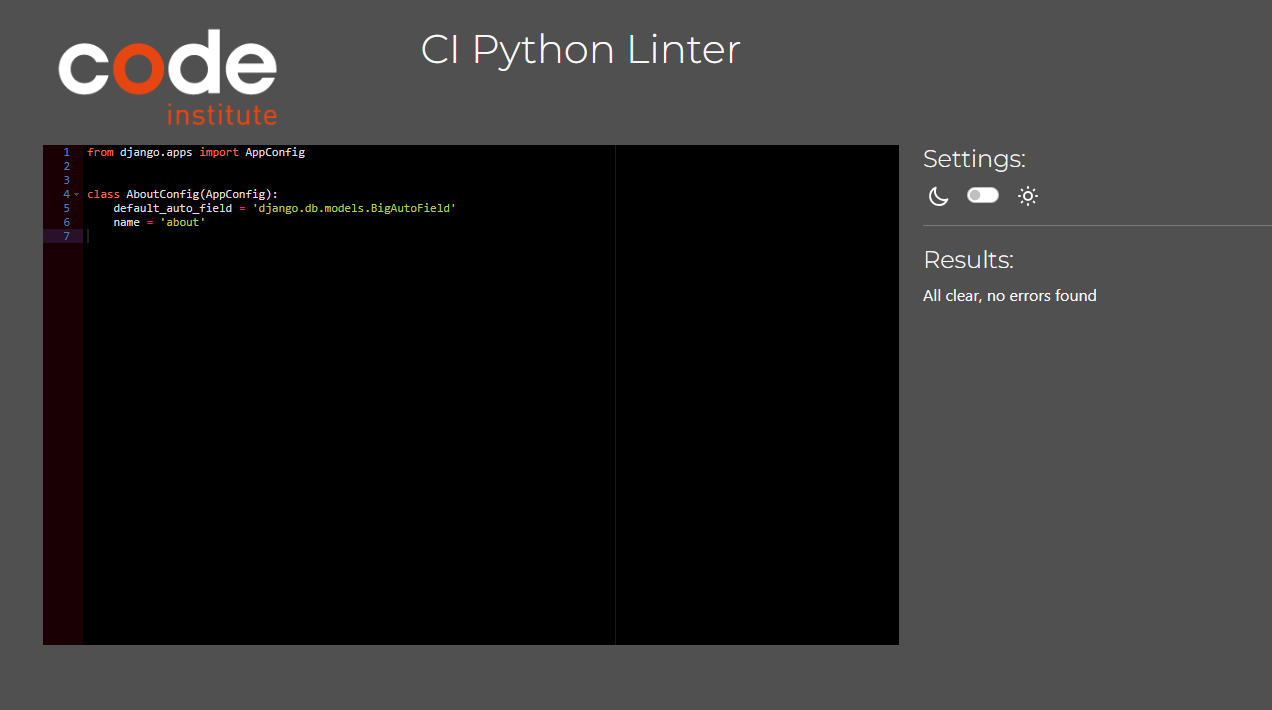 code
institute
CI Python Linter
1 from django.apps import AppConfig
2
3
4 class AboutConfig(AppConfig):
5     default_auto_field = 'django.db.models.BigAutoField'
6     name = 'about'
7
Settings:
Results:
All clear, no errors found